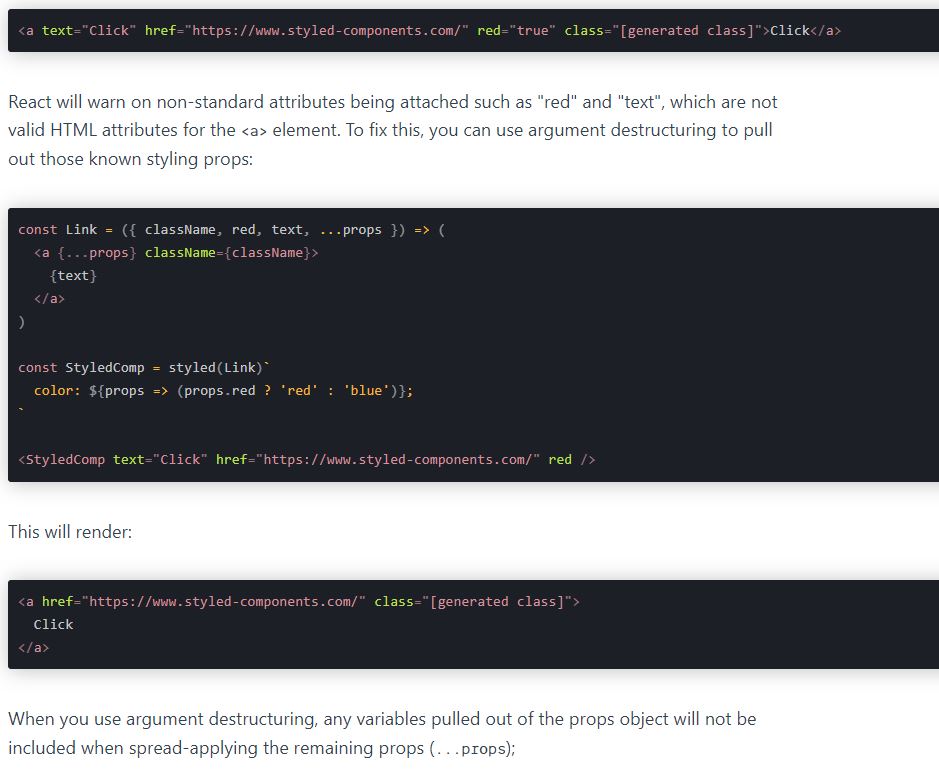 <a text="Click" href="https://www.styled-components.com/" red="true" class="[generated class]">Click</a>
React will warn on non-standard attributes being attached such as "red" and "text", which are not
valid HTML attributes for the <a> element. To fix this, you can use argument destructuring to pull
out those known styling props:
const Link = ({ className, red, text, ...props }) => (
  <a {...props} className={className}>
    {text}
  </a>
)
const StyledComp = styled(Link)`
  color: ${props => (props.red ? 'red' : 'blue')};
`
<StyledComp text="Click" href="https://www.styled-components.com/" red />
This will render:
<a href="https://www.styled-components.com/" class="[generated class]">
  Click
</a>
When you use argument destructuring, any variables pulled out of the props object will not be
included when spread-applying the remaining props (...props);